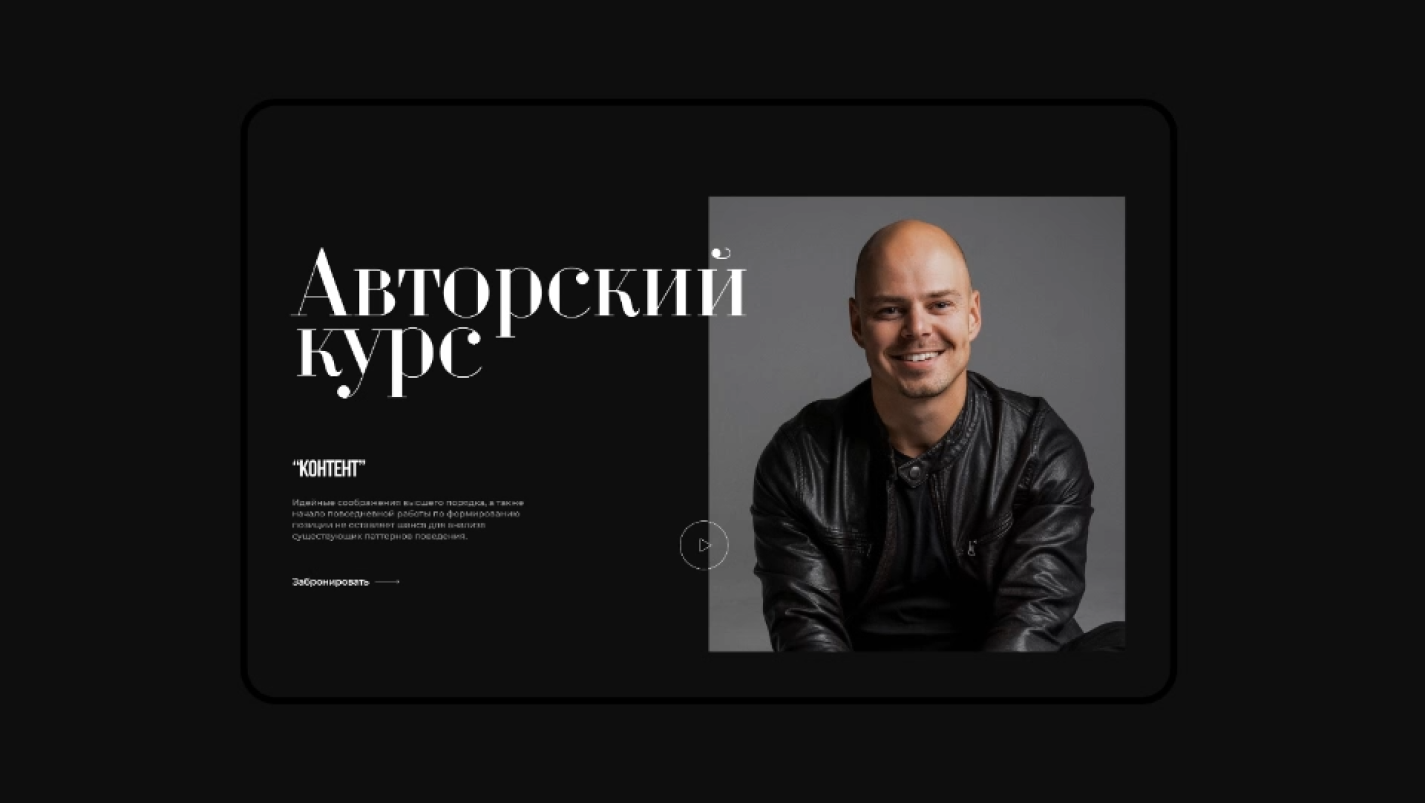 Авторский
курс
“КОНТЕНТ”
Идейные соображения высшего порядка, а также
начало повседневной работы по формированию
позиции не оставляет шанса для анализа
существующих паттернов поведения.
Забронировать